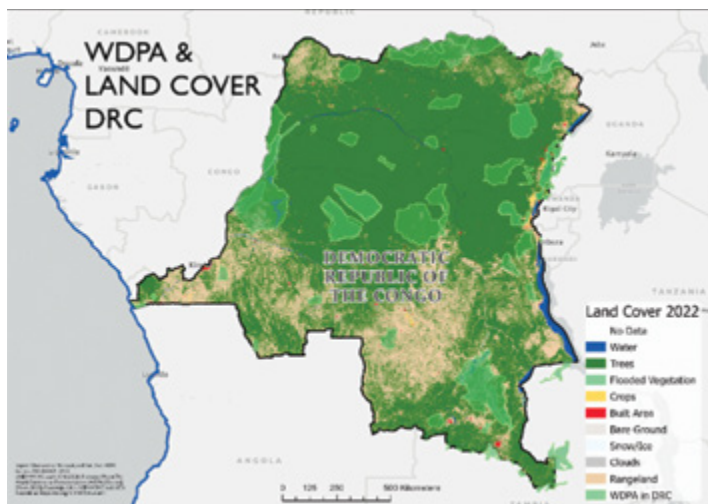 CAMEROON
REPUBLIC
WDPA &
LAND COVER
DRC
UGANDA
Kampala
CONGO
GABON
Kigali City
DEMOCRATIC
REPUBLIC OF
THE CONGO
TANZANIA
Land Cover 2022
No Data
Water
Trees
Flooded Vegetation
Crops
Built Area
Bare Ground
Snow/Ice
Clouds
Rangeland
WDPA in DRC
ANGOLA
0 125 250 500 Kilometers